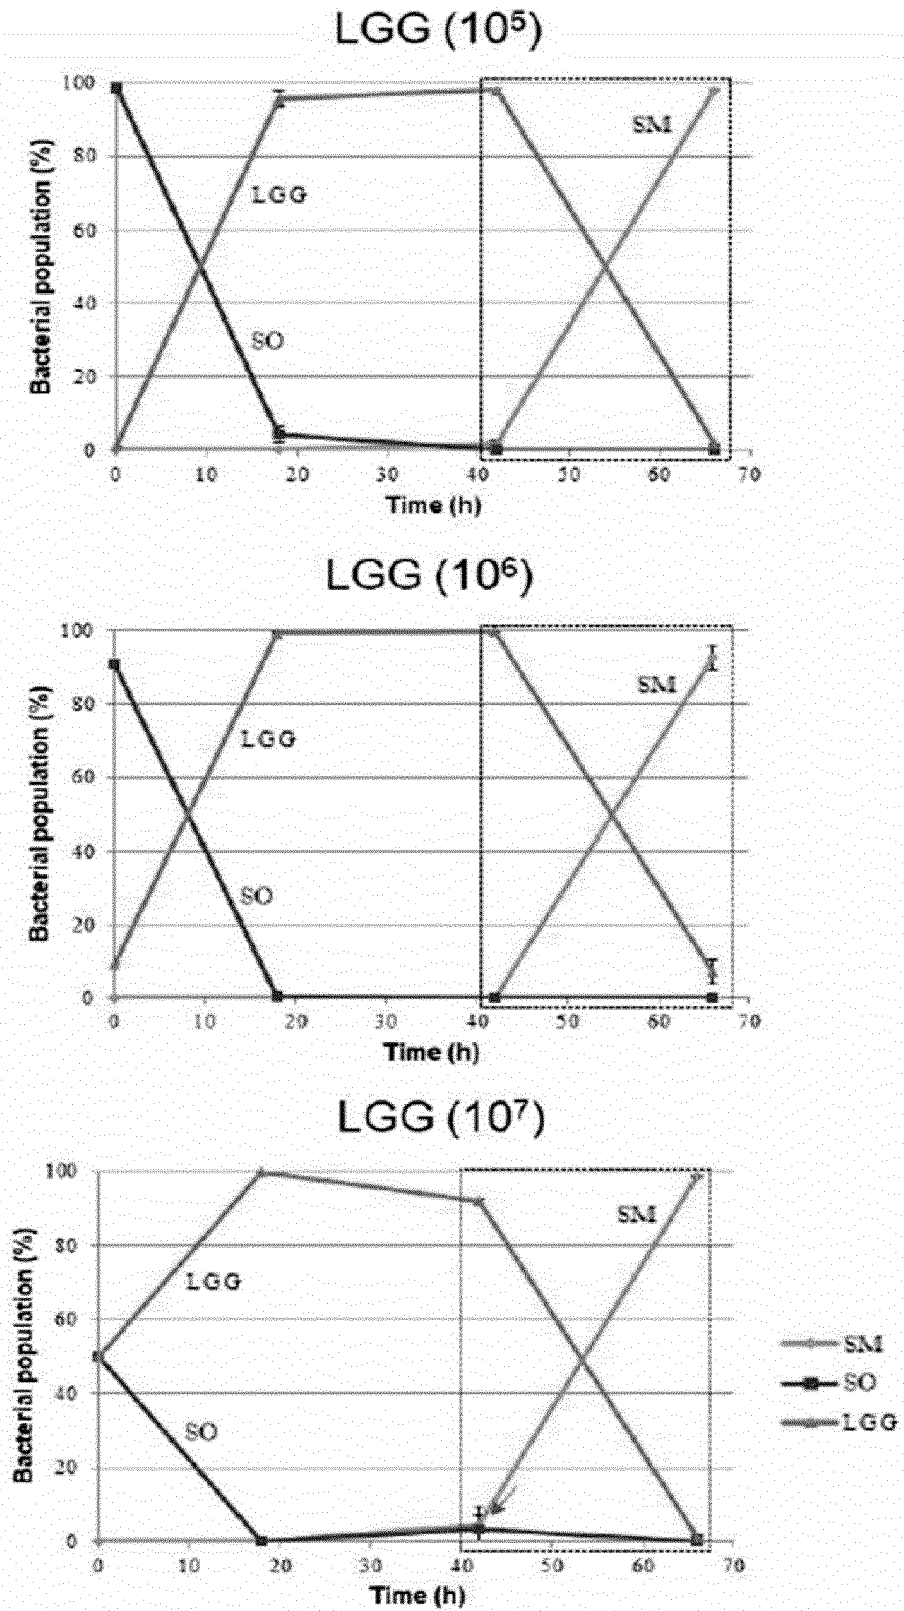 LGG (10⁵)
100
80
60
40
20
0
Bacterial population (%)
LGG
SO
SM
0 10 20 30 40 50 60 70
Time (h)
LGG (10⁶)
100
80
60
40
20
0
Bacterial population (%)
LGG
SO
SM
0 10 20 30 40 50 60 70
Time (h)
LGG (10⁷)
100
80
60
40
20
0
Bacterial population (%)
LGG
SO
SM
0 10 20 30 40 50 60 70
Time (h)
SM
SO
LGG